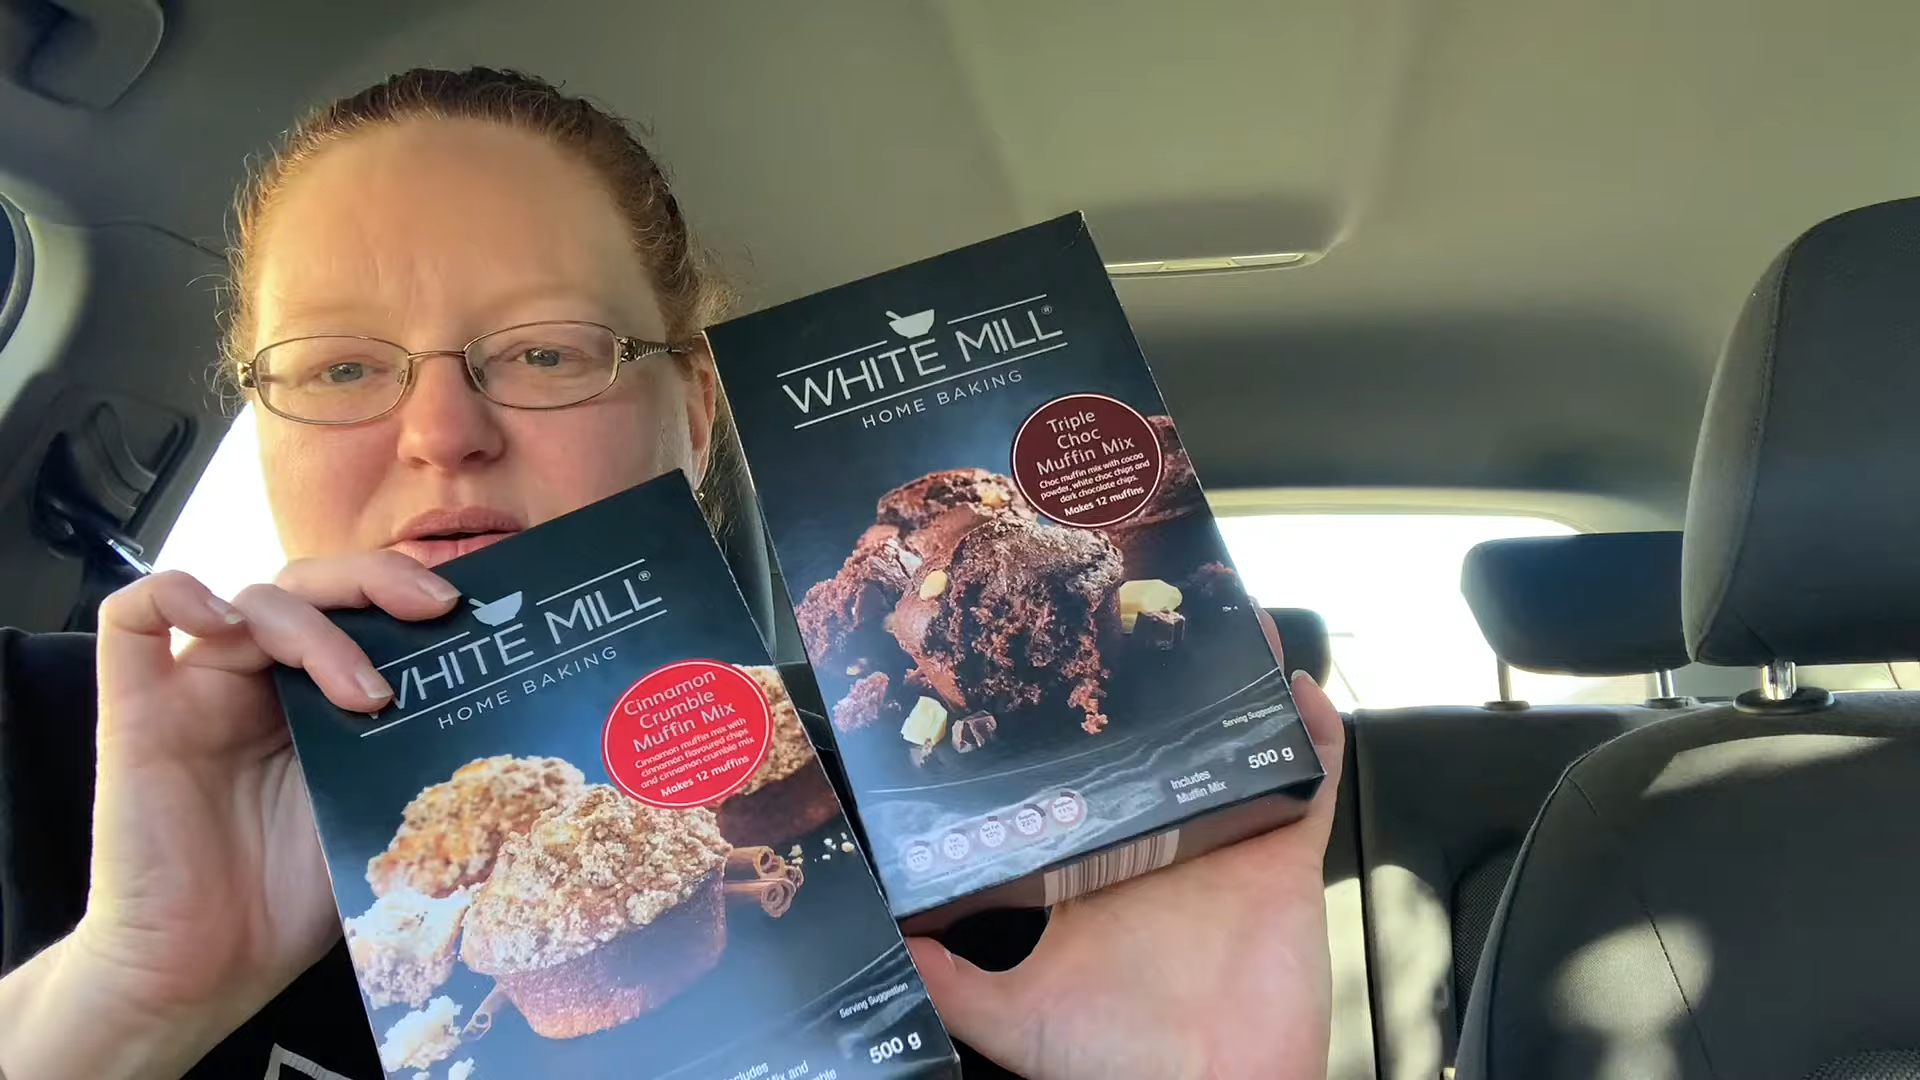 WHITE MILL®
HOME BAKING
Triple
Choc
Muffin Mix
Choc muffin mix with cocoa
powder, white choc chips and
dark chocolate chips.
Makes 12 muffins
Serving Suggestion
Includes
Muffin Mix
500 g
WHITE MILL®
HOME BAKING
Cinnamon
Crumble
Muffin Mix
Cinnamon muffin mix with
cinnamon flavoured chips
and cinnamon crumble mix
Makes 12 muffins
Serving Suggestion
500 g